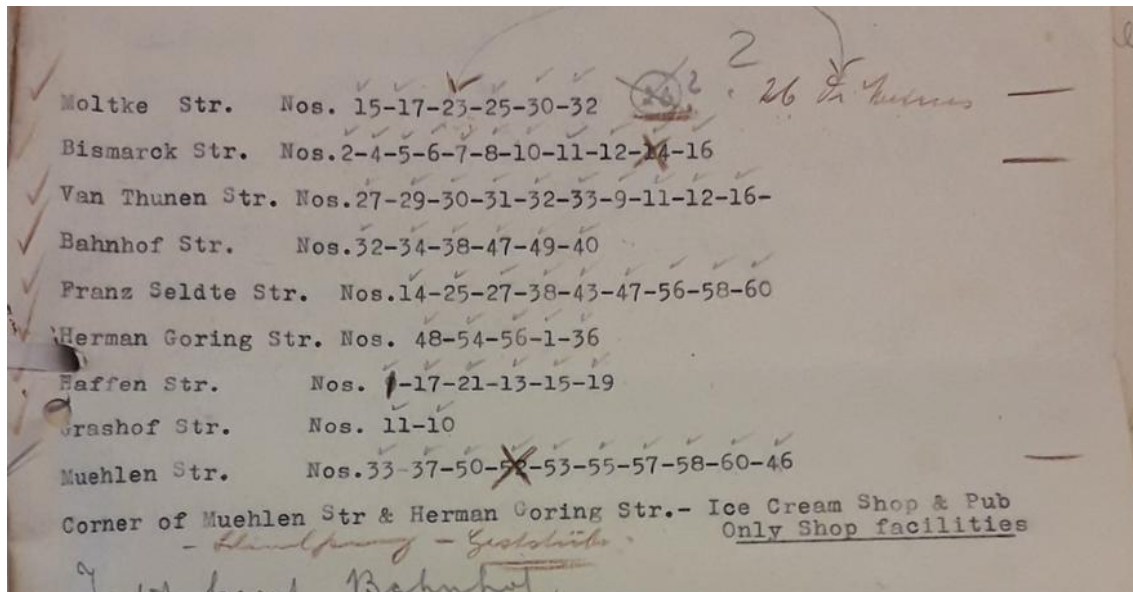 2
Moltke Str. Nos. 15-17-23-25-30-32 26 2 . 26
Bismarck Str. Nos.2-4-5-6-7-8-10-11-12-14-16
Van Thunen Str. Nos.27-29-30-31-32-33-9-11-12-16-
Bahnhof Str. Nos.32-34-38-47-49-40
Franz Seldte Str. Nos.14-25-27-38-43-47-56-58-60
Herman Goring Str. Nos. 48-54-56-1-36
Haffen Str. Nos. 1-17-21-13-15-19
Grashof Str. Nos. 11-10
Muehlen Str. Nos.33-37-50-52-53-55-57-58-60-46
Corner of Muehlen Str & Herman Goring Str.- Ice Cream Shop & Pub
Only Shop facilities
Bahnhof